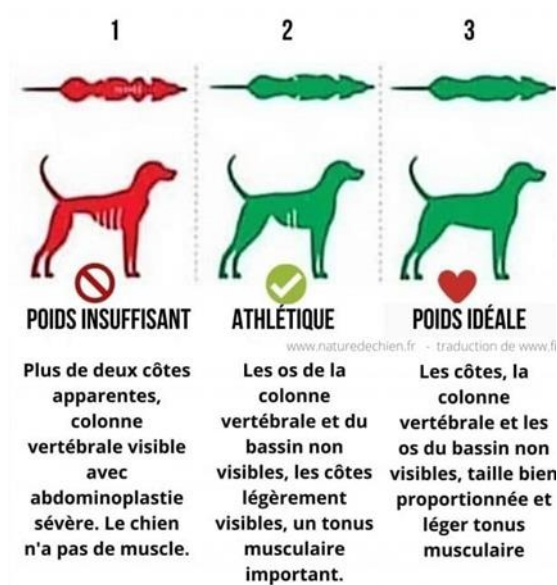 1
2
3
POIDS INSUFFISANT
ATHLÉTIQUE
POIDS IDÉALE
www.naturedechien.fr - traduction de www.fi
Plus de deux côtes
apparentes,
colonne
vertébrale visible
avec
abdominoplastie
sévère. Le chien
n'a pas de muscle.
Les os de la
colonne
vertébrale et du
bassin non
visibles, les côtes
légèrement
visibles, un tonus
musculaire
important.
Les côtes, la
colonne
vertébrale et les
os du bassin non
visibles, taille bien
proportionnée et
léger tonus
musculaire